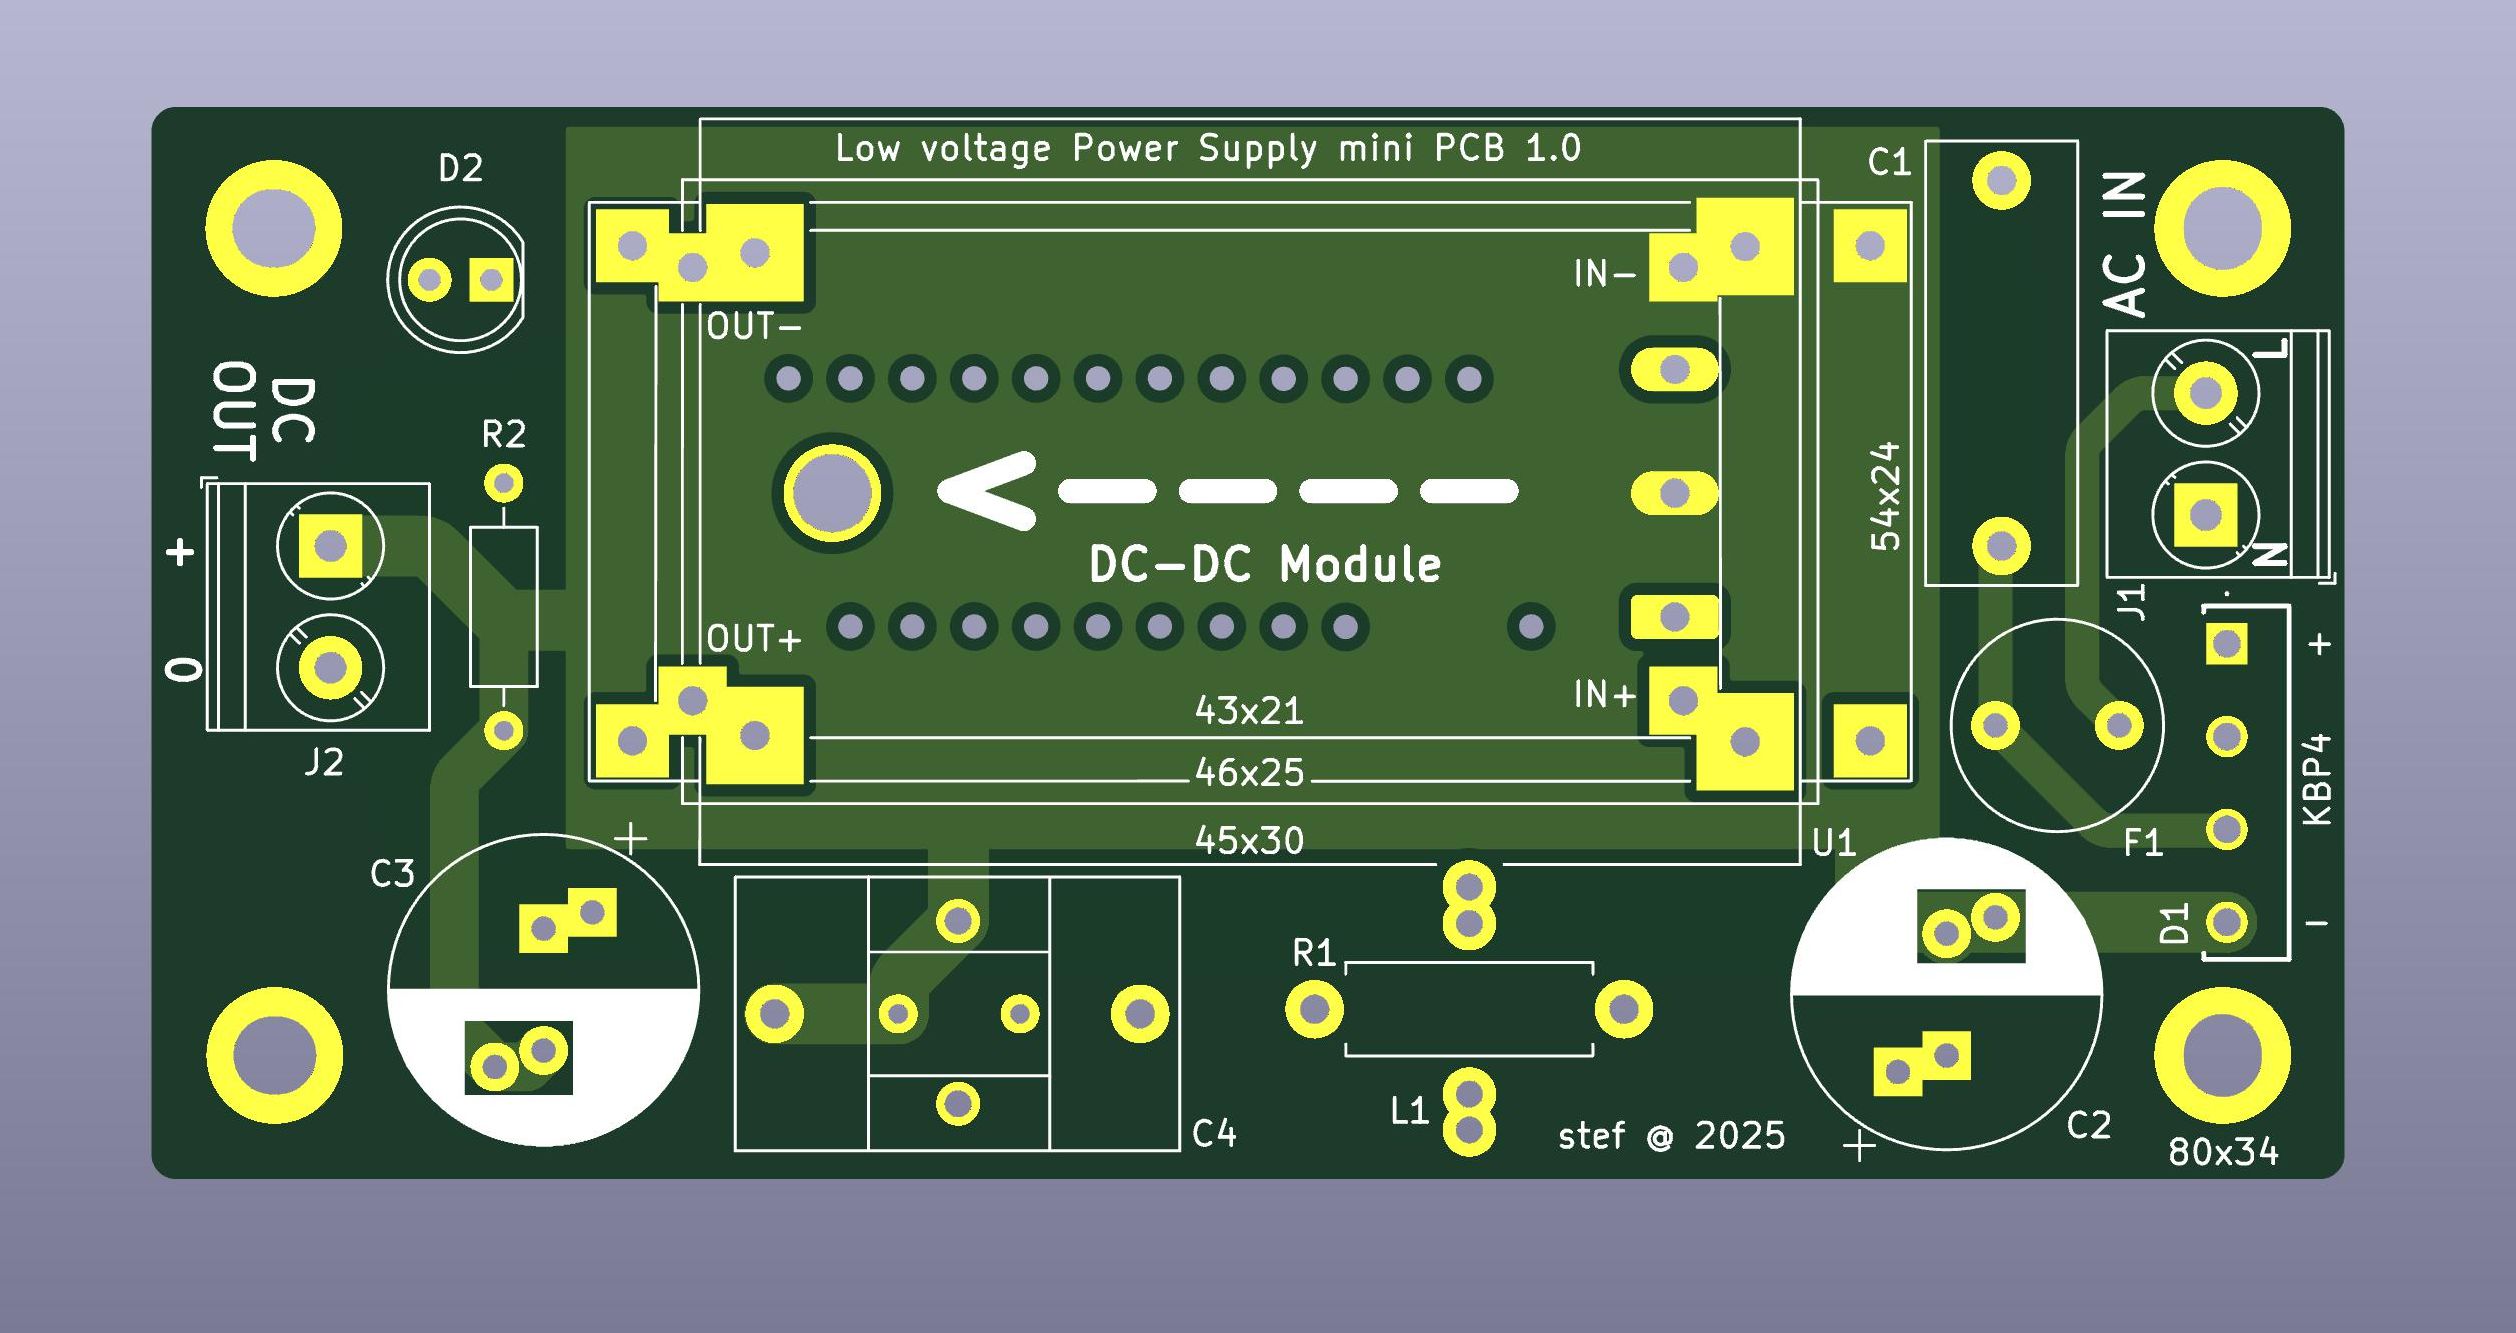 Low voltage Power Supply mini PCB 1.0
D2
C1
AC IN
IN-
OUT-
L
DC
OUT
R2
54x24
N
+
DC-DC Module
J1
OUT+
+
0
IN+
43x21
KBP4
J2
46x25
+
45x30
U1
F1
C3
D1
-
R1
L1
C4
stef @ 2025
+
C2
80x34